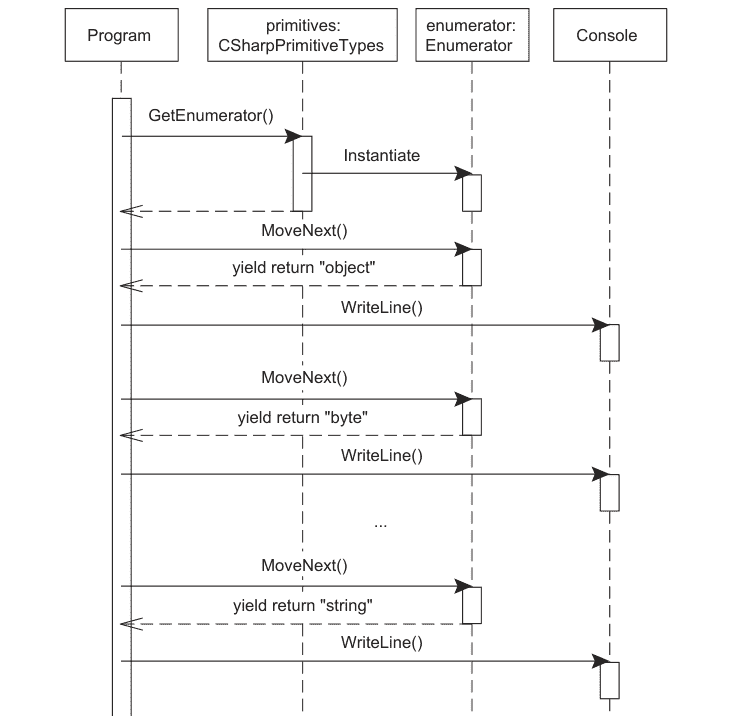 Program
primitives:
CSharpPrimitiveTypes
enumerator:
Enumerator
Console
GetEnumerator()
Instantiate
MoveNext()
yield return "object"
WriteLine()
MoveNext()
yield return "byte"
WriteLine()
...
MoveNext()
yield return "string"
WriteLine()